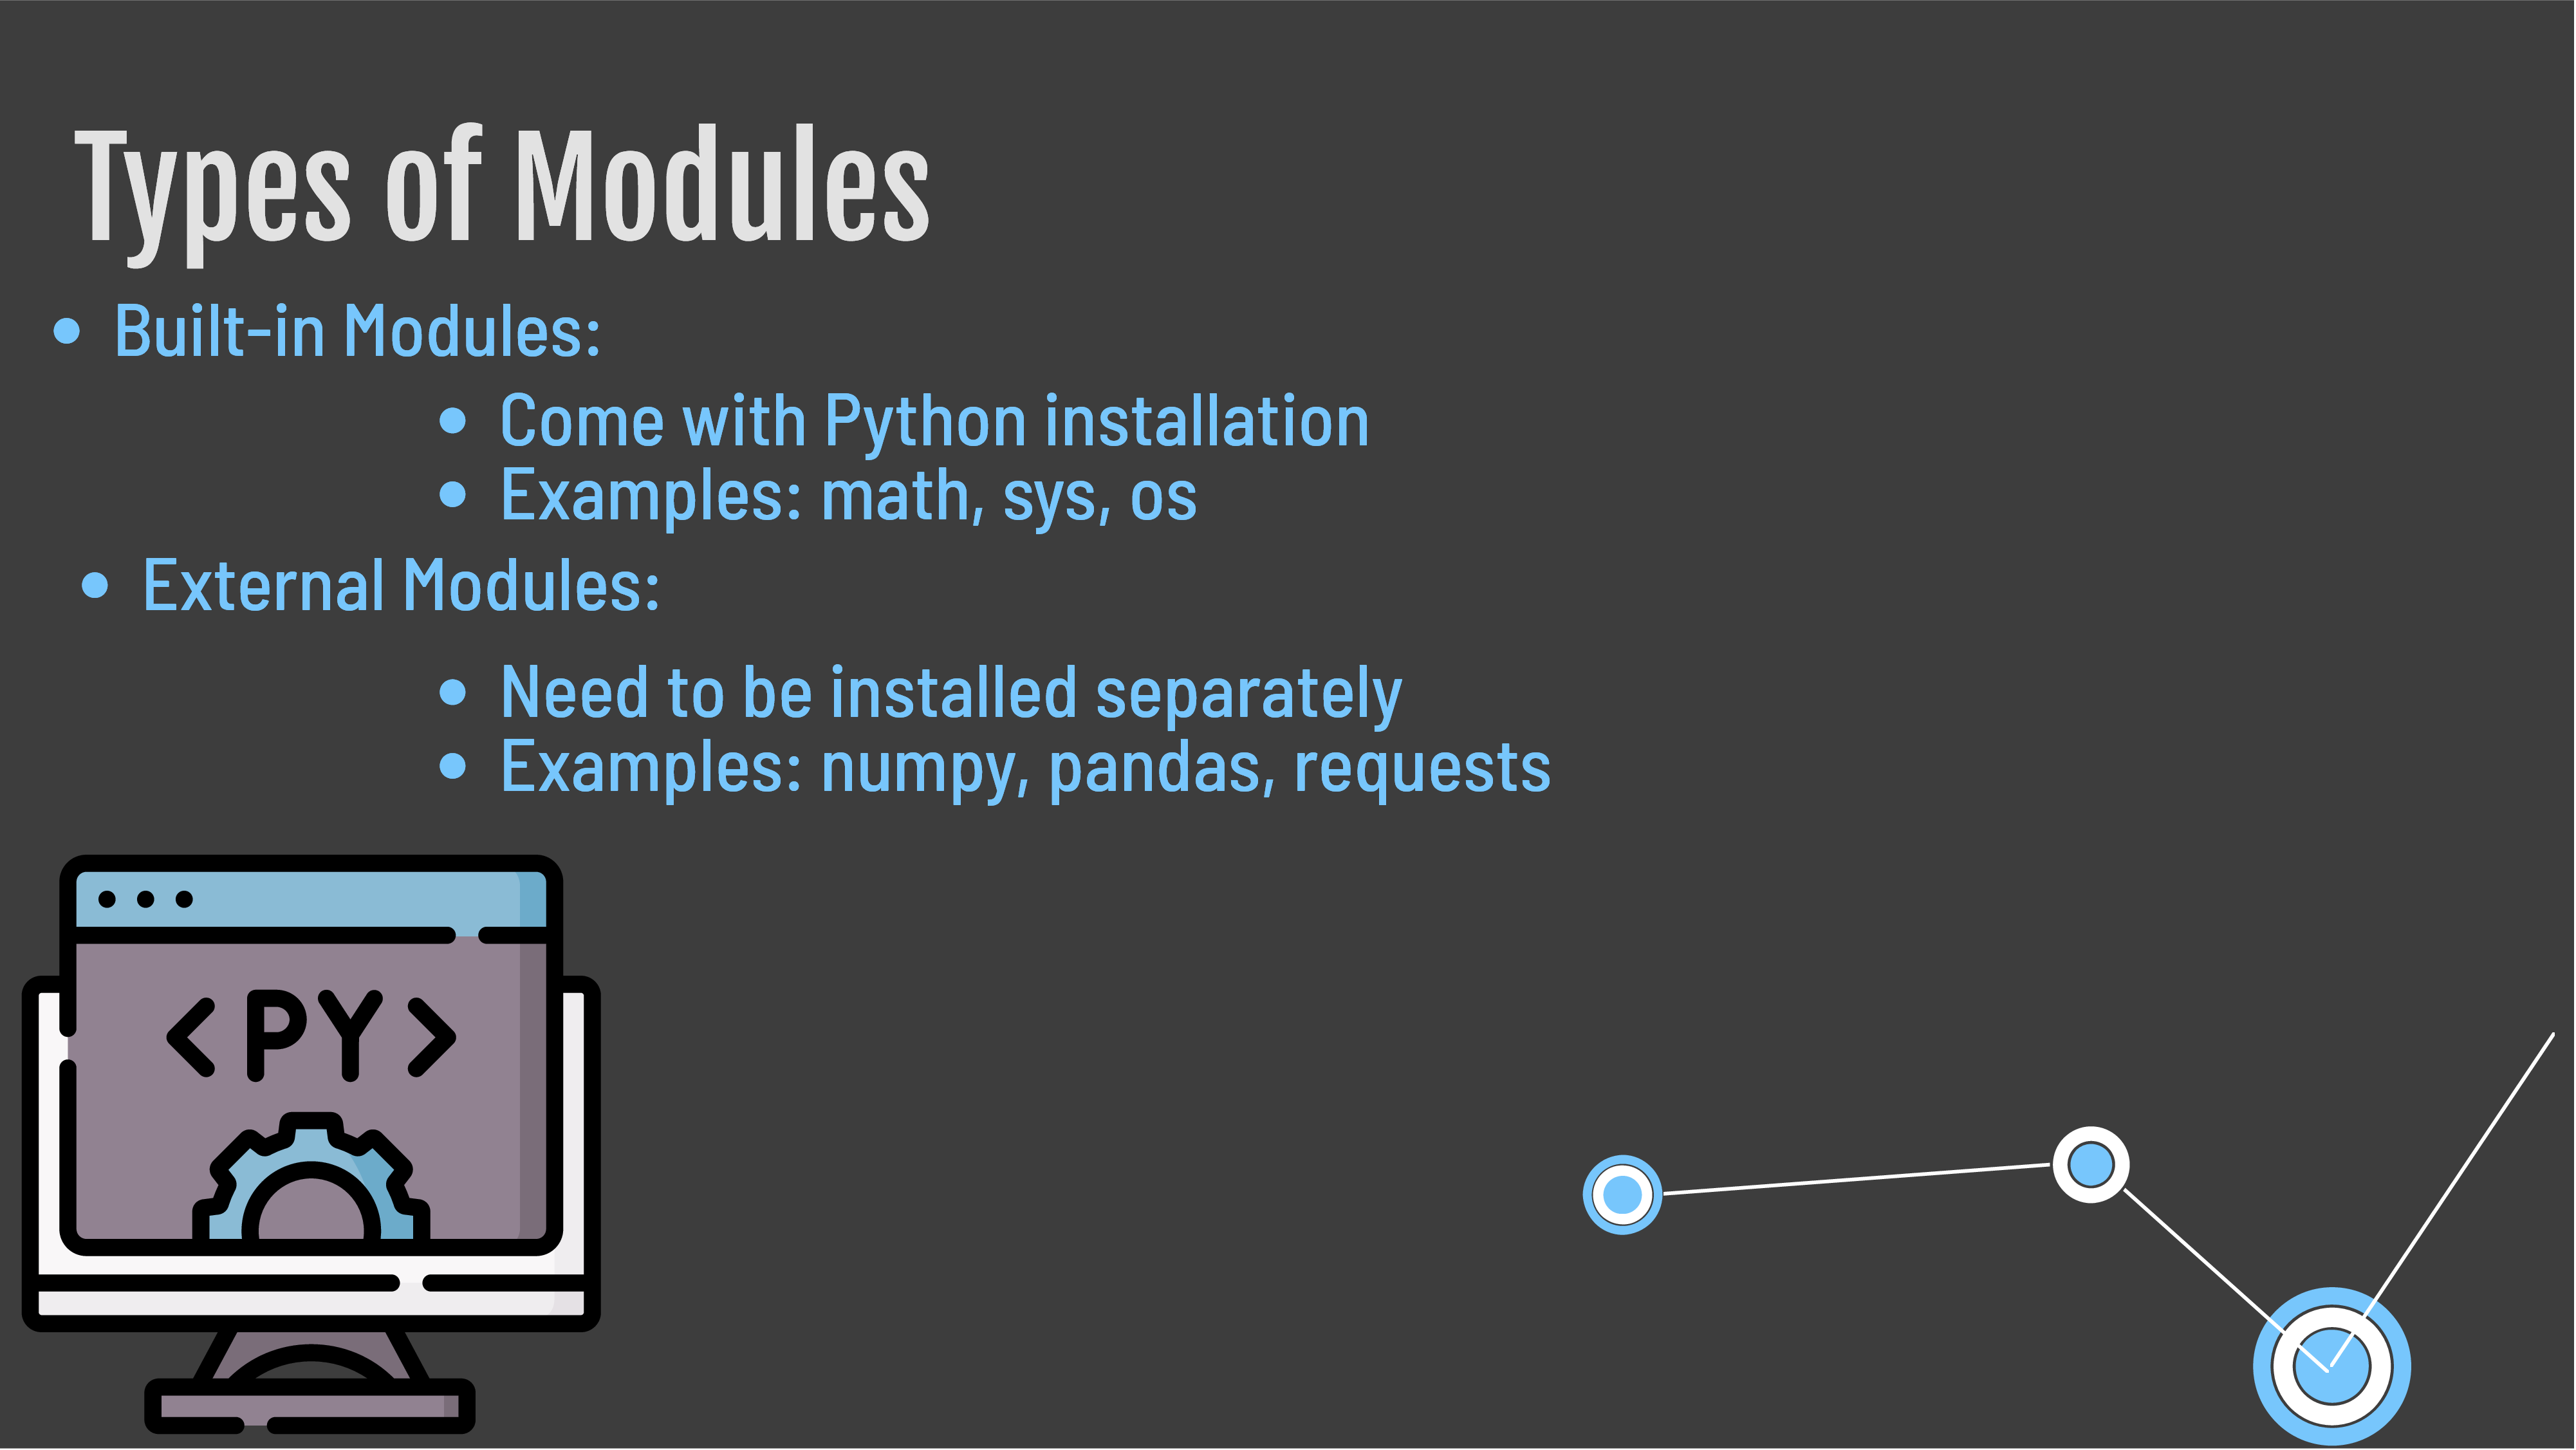 Types of Modules
• Built-in Modules:
• Come with Python installation
• Examples: math, sys, os
• External Modules:
• Need to be installed separately
• Examples: numpy, pandas, requests
<PY>